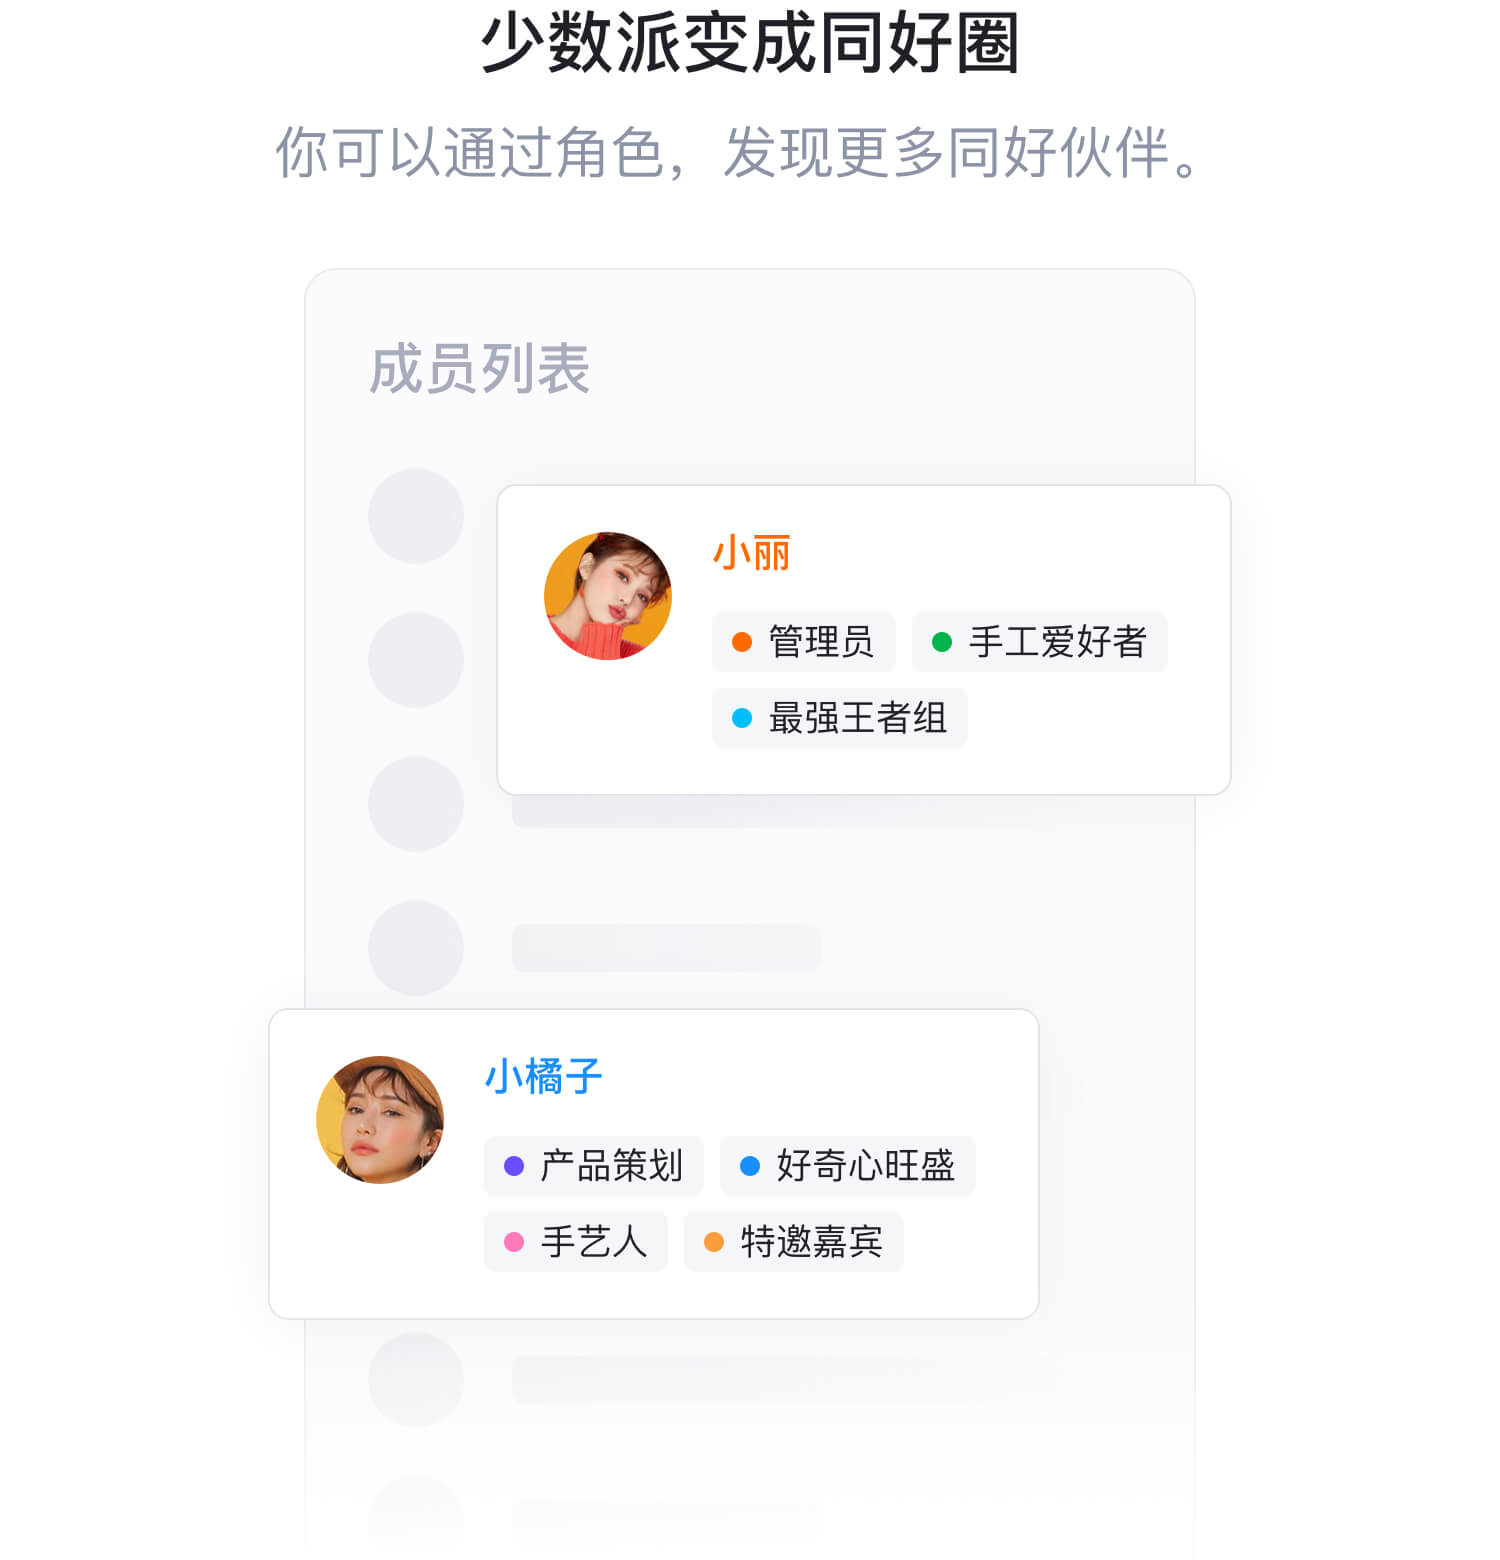 少数派变成同好圈
你可以通过角色，发现更多同好伙伴。
成员列表
小丽
管理员 手工爱好者
最强王者组
小橘子
产品策划 好奇心旺盛
手艺人 特邀嘉宾